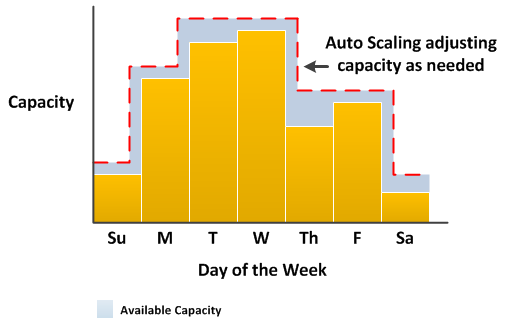 Auto Scaling adjusting
capacity as needed
Capacity
Su M T W Th F Sa
Day of the Week
Available Capacity